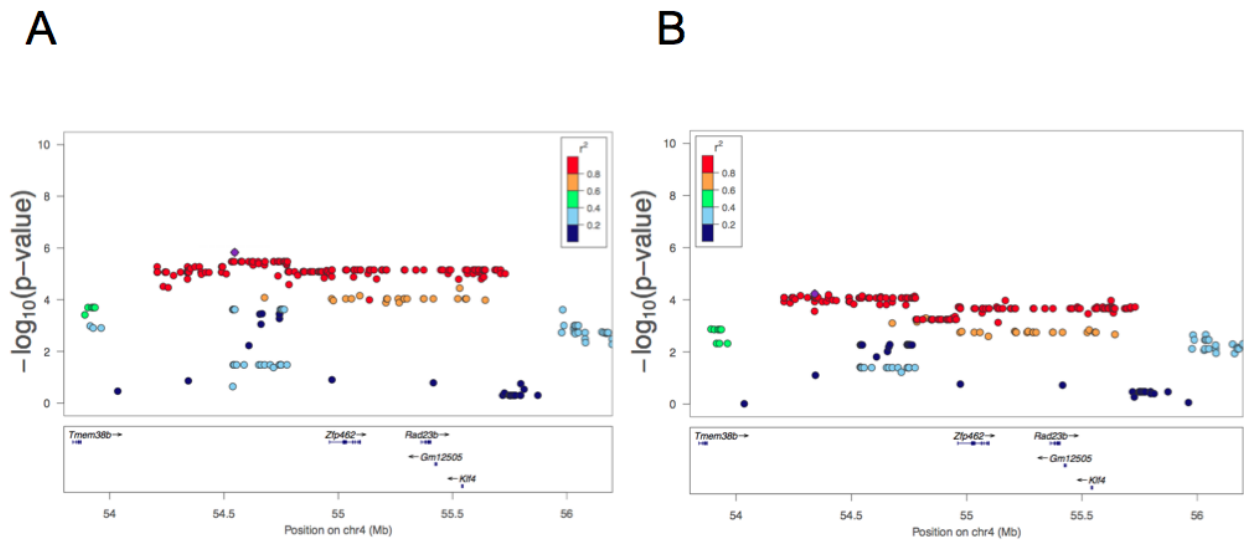 A
B
−log10(p−value)
10
8
6
4
2
0
r2
0.8
0.6
0.4
0.2
Tmem38b→
Zfp462→
Rad23b→
←Gm12505
←Klf4
54
54.5
55
55.5
56
Position on chr4 (Mb)
−log10(p−value)
10
8
6
4
2
0
r2
0.8
0.6
0.4
0.2
Tmem38b→
Zfp462→
Rad23b→
←Gm12505
←Klf4
54
54.5
55
55.5
56
Position on chr4 (Mb)